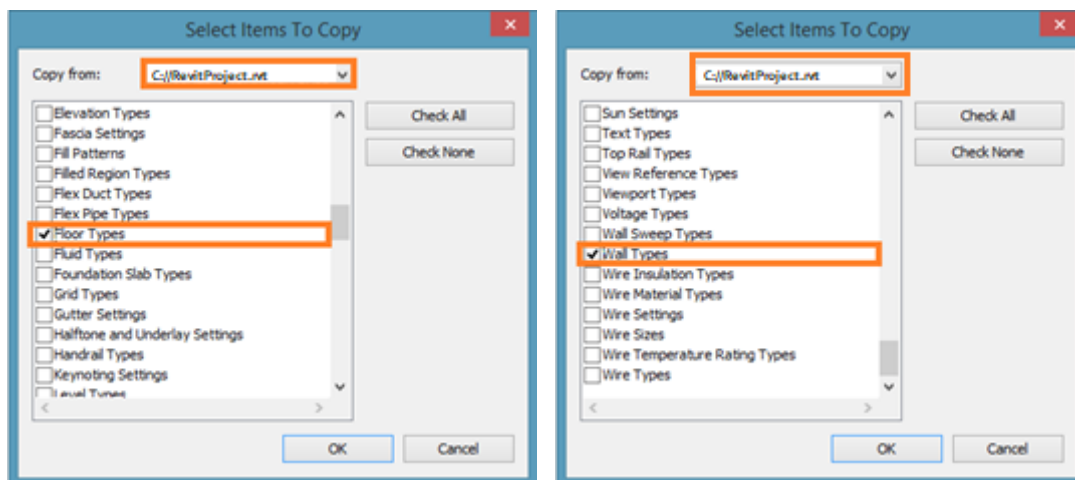 Select Items To Copy
Copy from:
C://RevitProject.rvt
Elevation Types
Fascia Settings
Fill Patterns
Filled Region Types
Flex Duct Types
Flex Pipe Types
Floor Types
Fluid Types
Foundation Slab Types
Grid Types
Gutter Settings
Halftone and Underlay Settings
Handrail Types
Keynoting Settings
Level Types
Check All
Check None
OK
Cancel
Select Items To Copy
Copy from:
C://RevitProject.rvt
Sun Settings
Text Types
Top Rail Types
View Reference Types
Viewport Types
Voltage Types
Wall Sweep Types
Wall Types
Wire Insulation Types
Wire Material Types
Wire Settings
Wire Sizes
Wire Temperature Rating Types
Wire Types
Check All
Check None
OK
Cancel